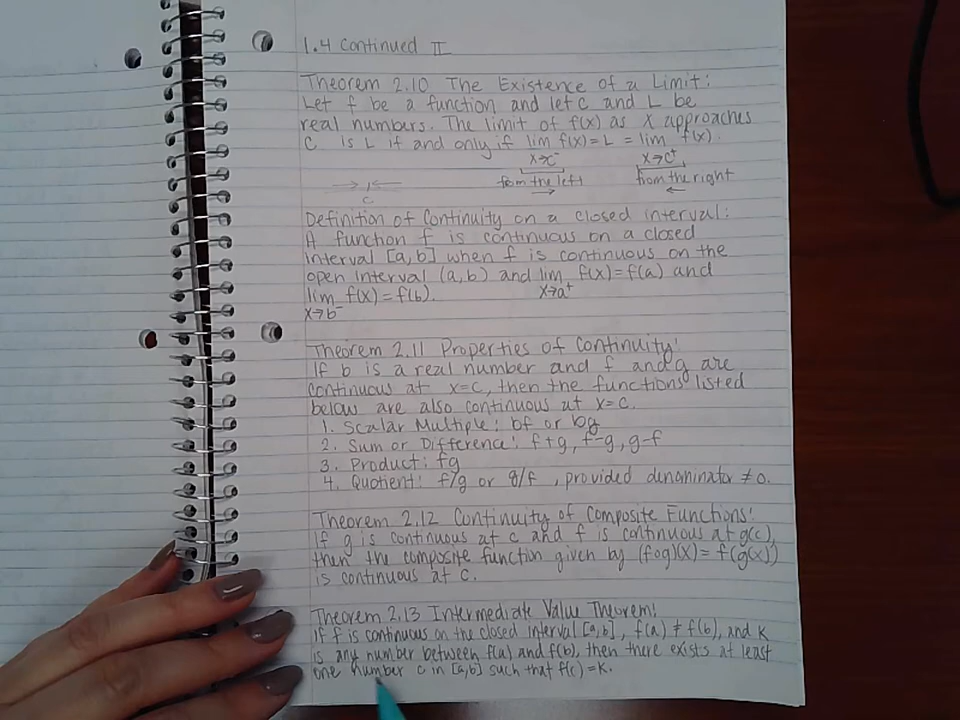 1.4 Continued II
Theorem 2.10 The Existence of a Limit:
Let f be a function and let c and L be
real numbers. The limit of f(x) as x approaches
c is L if and only if lim f(x) = L = lim f(x).
x→c⁻ x→c⁺
from the left from the right
→ ←
→ ←
c
Definition of Continuity on a closed interval:
A function f is continuous on a closed
interval [a,b] when f is continuous on the
open interval (a,b) and lim f(x) = f(a) and
x→a⁺
lim f(x) = f(b).
x→b⁻
Theorem 2.11 Properties of Continuity:
If b is a real number and f and g are
continuous at x=c, then the functions listed
below are also continuous at x=c.
1. Scalar Multiple: bf or bg
2. Sum or Difference: f+g, f-g, g-f
3. Product: fg
4. Quotient: f/g or g/f, provided denominator ≠ 0.
Theorem 2.12 Continuity of Composite Functions:
If g is continuous at c and f is continuous at g(c),
then the composite function given by (f∘g)(x) = f(g(x))
is continuous at c.
Theorem 2.13 Intermediate Value Theorem:
If f is continuous on the closed interval [a,b], f(a) ≠ f(b), and k
is any number between f(a) and f(b), then there exists at least
one number c in [a,b] such that f(c) = k.